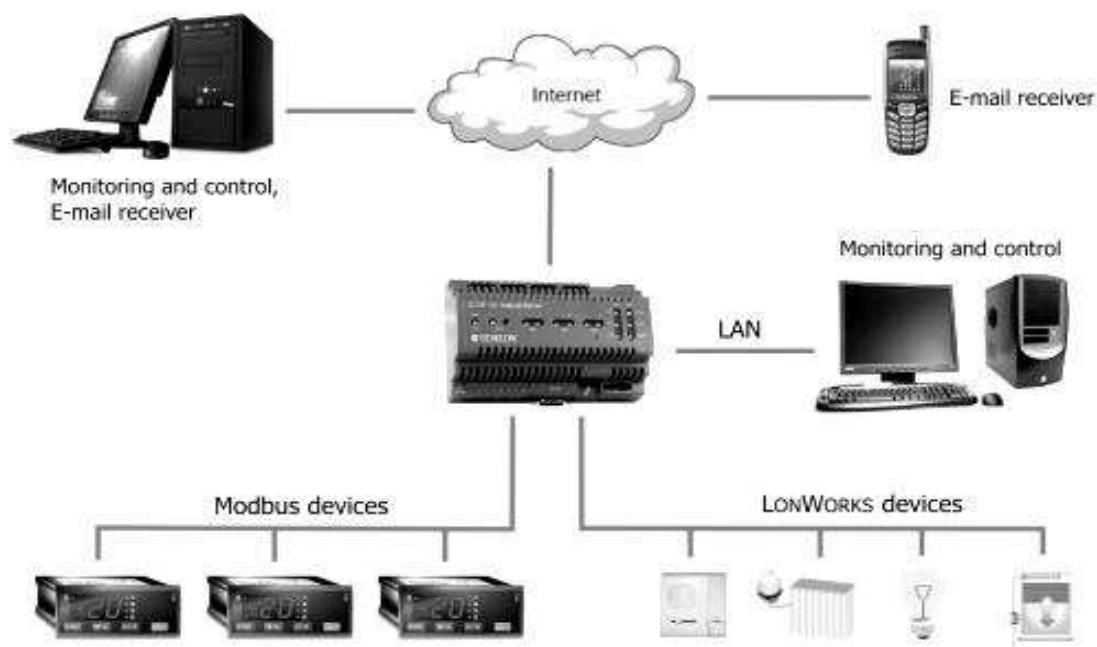 Internet
E-mail receiver
Monitoring and control,
E-mail receiver
Monitoring and control
LAN
Modbus devices
LONWORKS devices